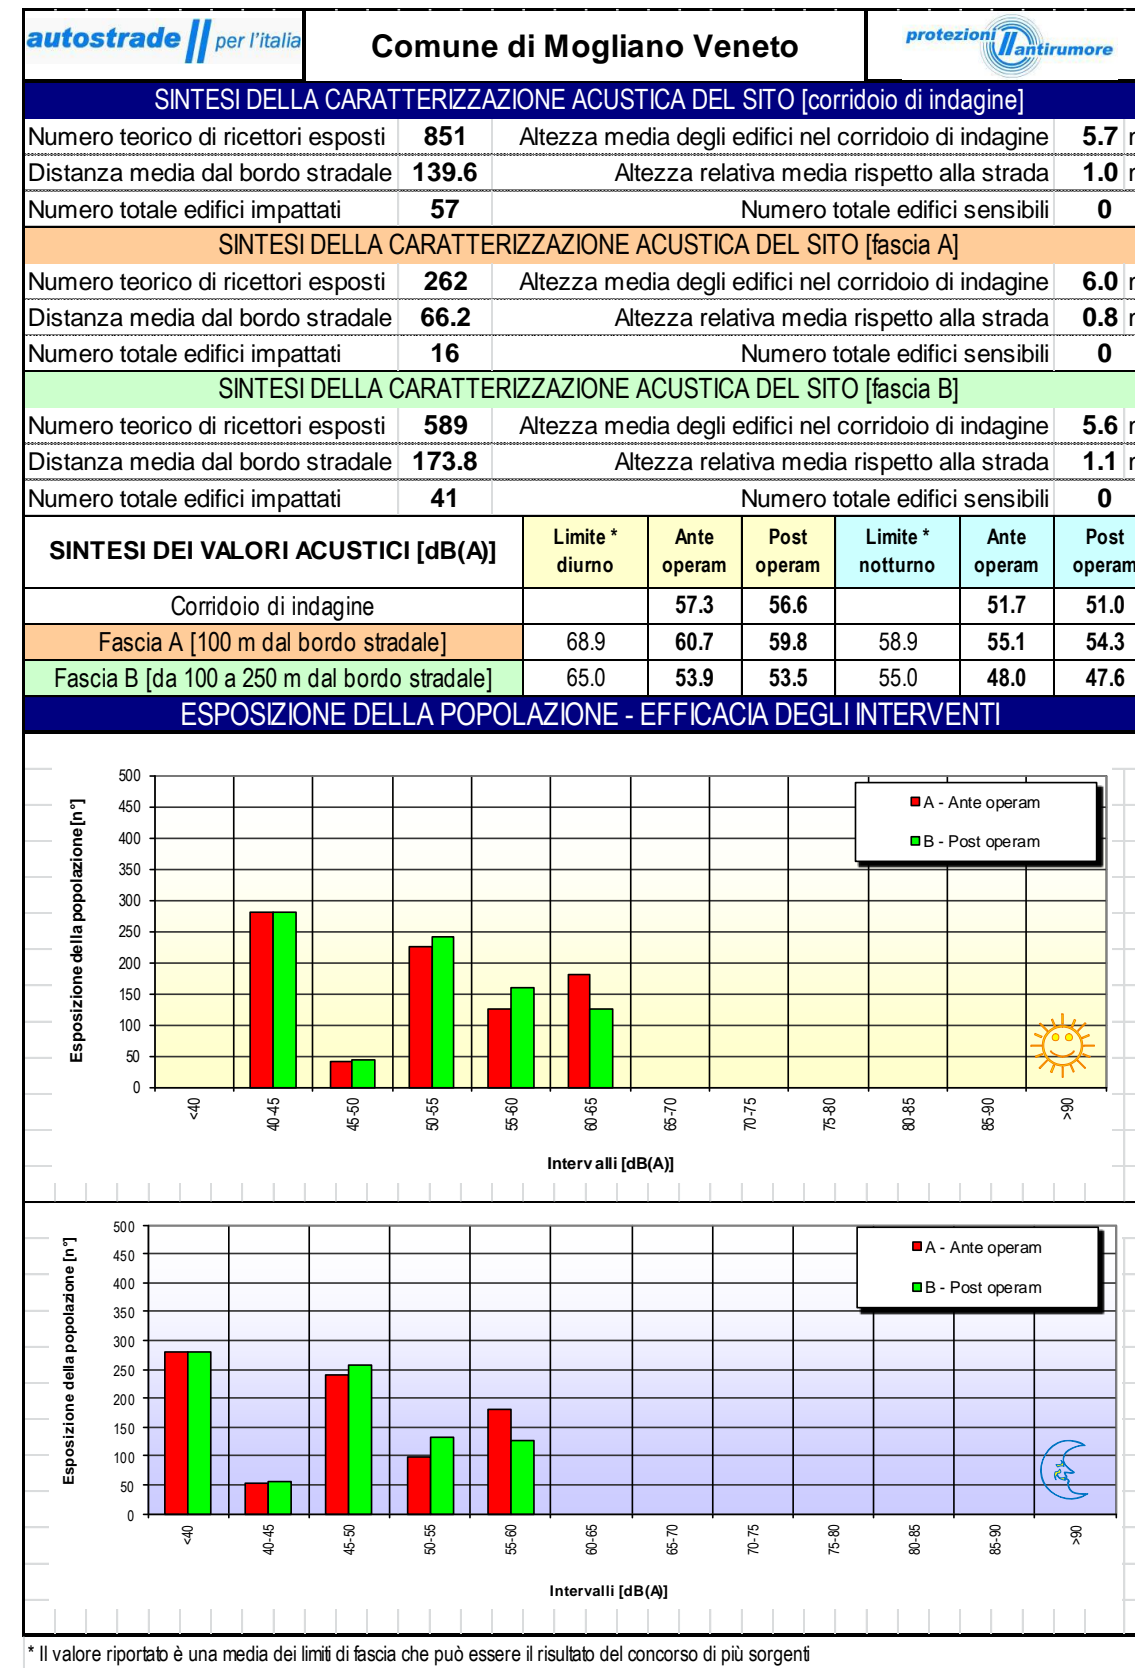 autostrade per l'italia
Comune di Mogliano Veneto
protezioni antirumore
SINTESI DELLA CARATTERIZZAZIONE ACUSTICA DEL SITO [corridoio di indagine]
Numero teorico di ricettori esposti 851 Altezza media degli edifici nel corridoio di indagine 5.7
Distanza media dal bordo stradale 139.6 Altezza relativa media rispetto alla strada 1.0
Numero totale edifici impattati 57 Numero totale edifici sensibili 0
SINTESI DELLA CARATTERIZZAZIONE ACUSTICA DEL SITO [fascia A]
Numero teorico di ricettori esposti 262 Altezza media degli edifici nel corridoio di indagine 6.0
Distanza media dal bordo stradale 66.2 Altezza relativa media rispetto alla strada 0.8
Numero totale edifici impattati 16 Numero totale edifici sensibili 0
SINTESI DELLA CARATTERIZZAZIONE ACUSTICA DEL SITO [fascia B]
Numero teorico di ricettori esposti 589 Altezza media degli edifici nel corridoio di indagine 5.6
Distanza media dal bordo stradale 173.8 Altezza relativa media rispetto alla strada 1.1
Numero totale edifici impattati 41 Numero totale edifici sensibili 0
SINTESI DEI VALORI ACUSTICI [dB(A)] Limite * diurno Ante operam Post operam Limite * notturno Ante operam Post operam
Corridoio di indagine 57.3 56.6 51.7 51.0
Fascia A [100 m dal bordo stradale] 68.9 60.7 59.8 58.9 55.1 54.3
Fascia B [da 100 a 250 m dal bordo stradale] 65.0 53.9 53.5 55.0 48.0 47.6
ESPOSIZIONE DELLA POPOLAZIONE - EFFICACIA DEGLI INTERVENTI
Esposizione della popolazione [n°]
500
450
400
350
300
250
200
150
100
50
0
A - Ante operam
B - Post operam
<40 40-45 45-50 50-55 55-60 60-65 65-70 70-75 75-80 80-85 85-90 >90
Intervalli [dB(A)]
Esposizione della popolazione [n°]
500
450
400
350
300
250
200
150
100
50
0
A - Ante operam
B - Post operam
<40 40-45 45-50 50-55 55-60 60-65 65-70 70-75 75-80 80-85 85-90 >90
Intervalli [dB(A)]
* Il valore riportato è una media dei limiti di fascia che può essere il risultato del concorso di più sorgenti